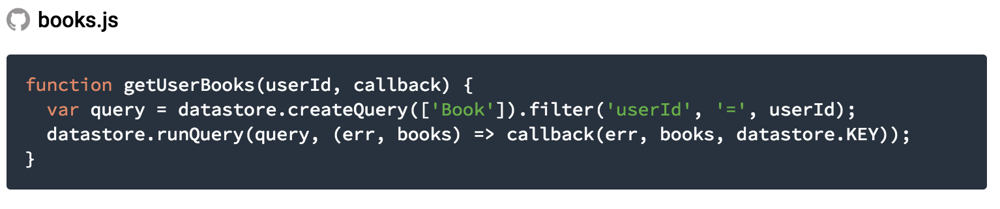 books.js
function getUserBooks(userId, callback) {
  var query = datastore.createQuery(['Book']).filter('userId', '=', userId);
  datastore.runQuery(query, (err, books) => callback(err, books, datastore.KEY));
}